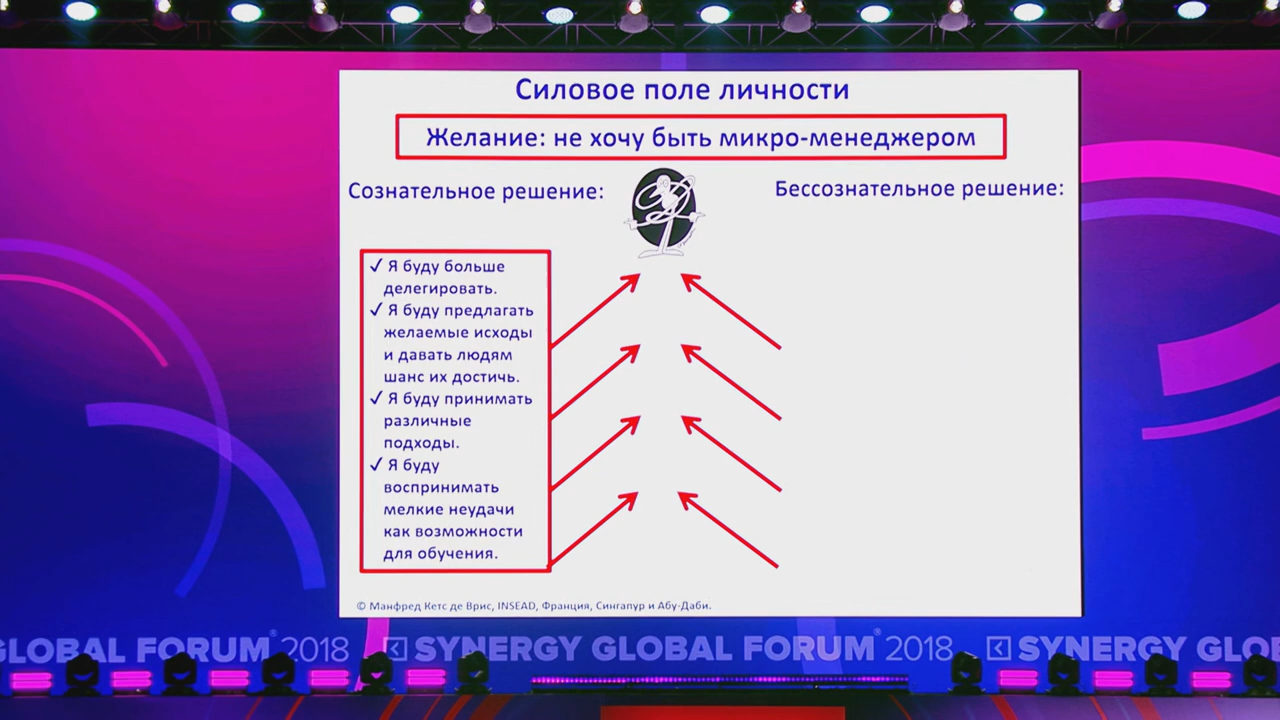 Силовое поле личности
Желание: не хочу быть микро-менеджером
Сознательное решение:
Бессознательное решение:
✓ Я буду больше
делегировать.
✓ Я буду предлагать
желаемые исходы
и давать людям
шанс их достичь.
✓ Я буду принимать
различные
подходы.
✓ Я буду
воспринимать
мелкие неудачи
как возможности
для обучения.
© Манфред Кетс де Врис, INSEAD, Франция, Сингапур и Абу-Даби.
GLOBAL FORUM® 2018 SYNERGY GLOBAL FORUM® 2018 SYNERGY GLO